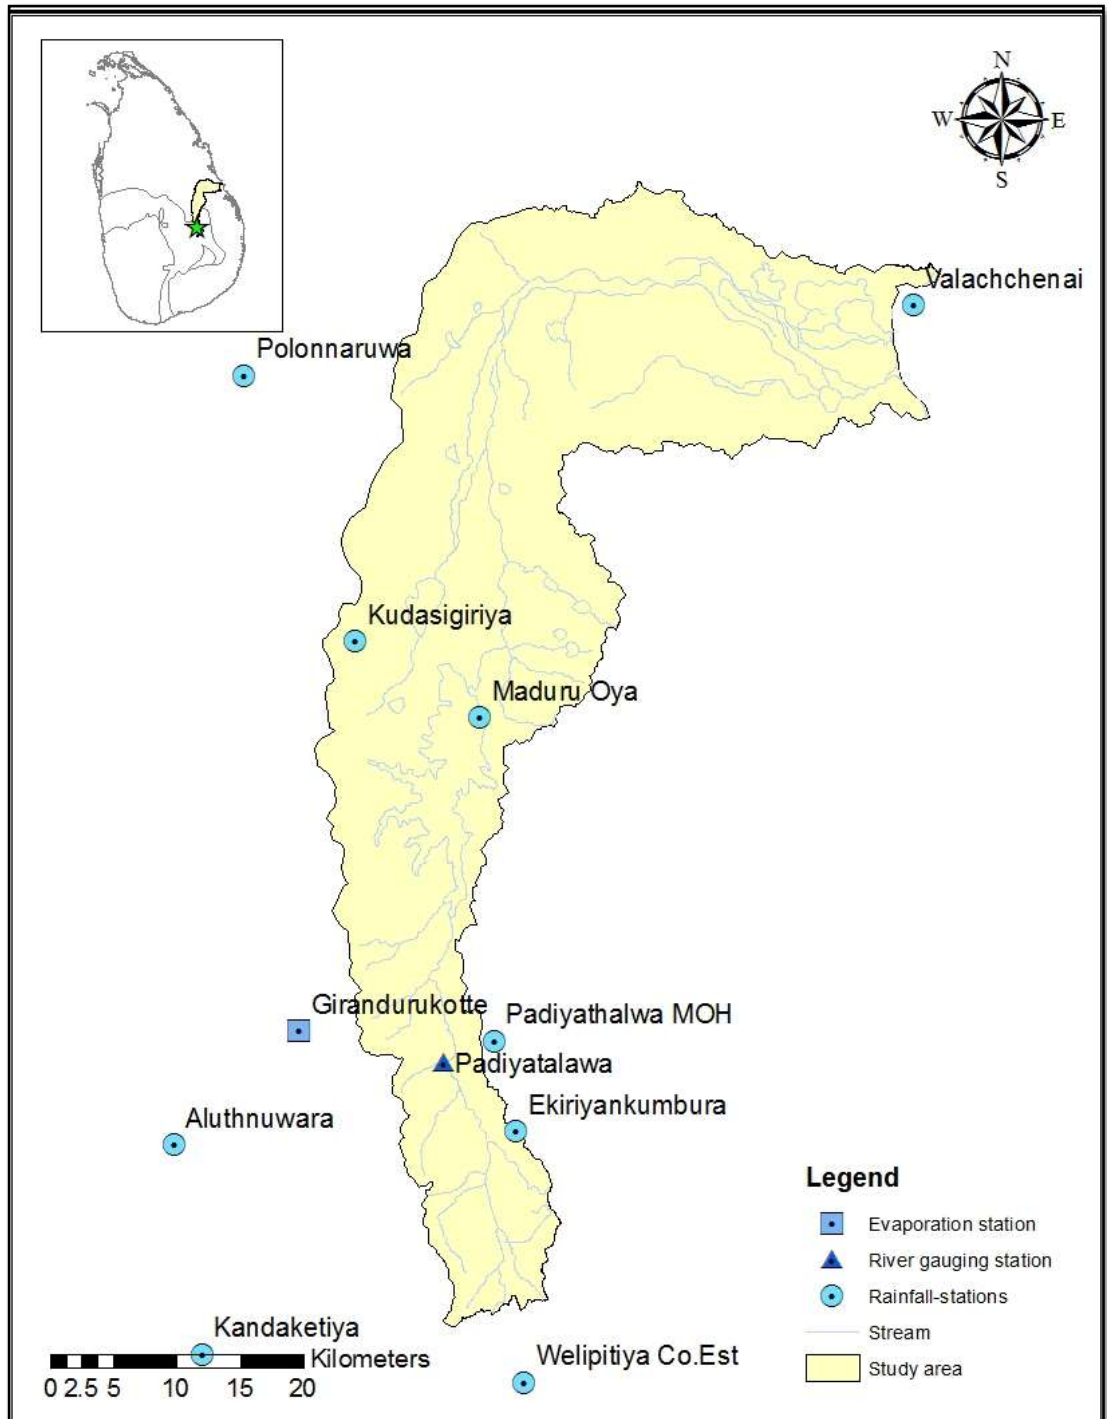 N
W E
S
Valachchenai
Polonnaruwa
Kudasigiriya
Maduru Oya
Girandurukotte
Padiyathalwa MOH
Padiyatalawa
Ekiriyankumbura
Aluthnuwara
Legend
Evaporation station
River gauging station
Rainfall-stations
Stream
Study area
Kandaketiya
Kilometers
0 2.5 5 10 15 20
Welipitiya Co.Est